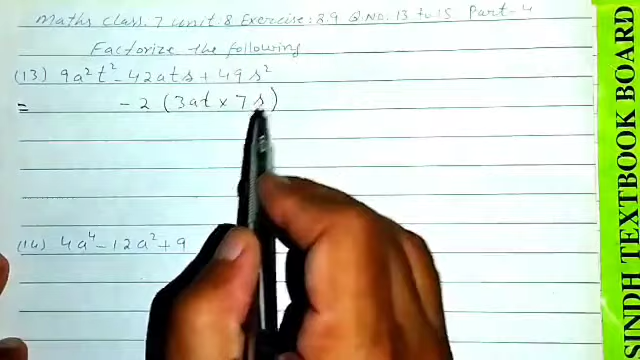 Maths Class. 7 Unit: 8 Exercise: 8.9 Q.No. 13 to 15 Part-4
Factorize the following
(13) 9a²t² - 42ats + 49s²
= - 2 (3at × 7s)
(14) 4a⁴ - 12a² + 9
SINDH TEXTBOOK BOARD